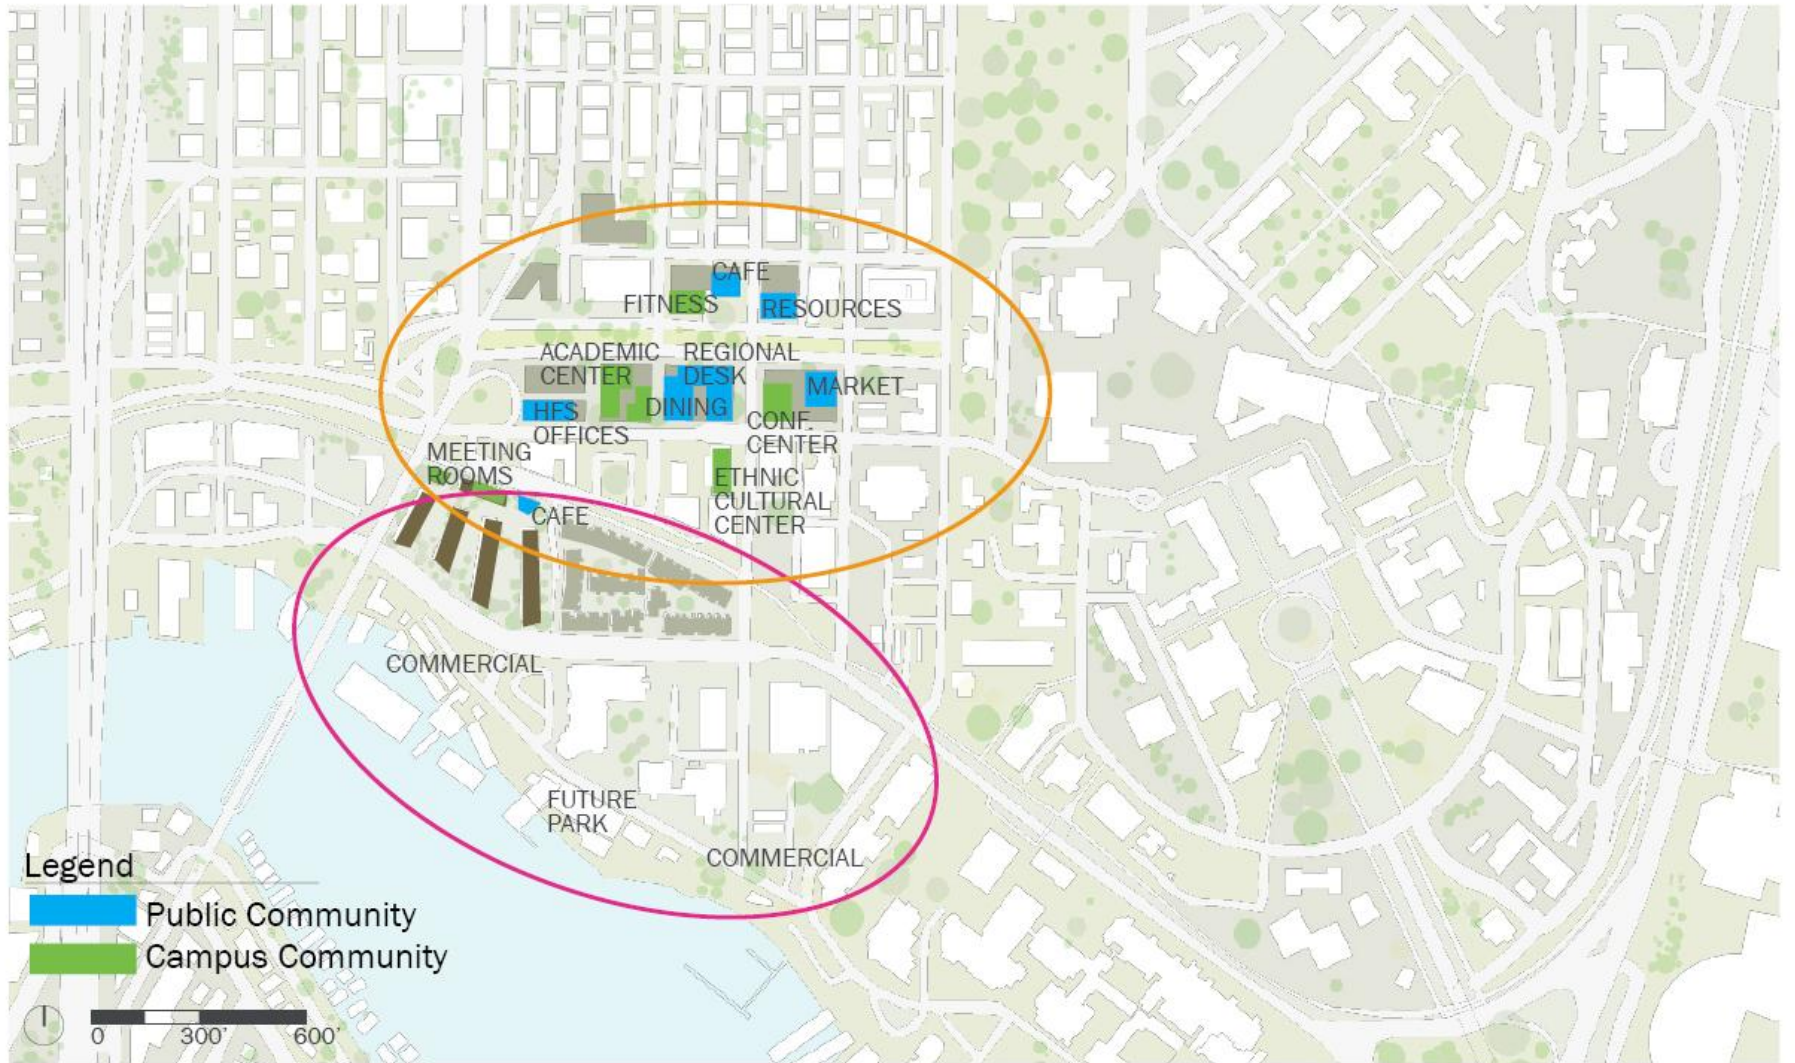 CAFE
FITNESS
RESOURCES
ACADEMIC
CENTER
REGIONAL
DESK
MARKET
HFS
OFFICES
DINING
CONF.
CENTER
MEETING
ROOMS
ETHNIC
CULTURAL
CENTER
CAFE
COMMERCIAL
FUTURE
PARK
COMMERCIAL
Legend
Public Community
Campus Community
0 300' 600'